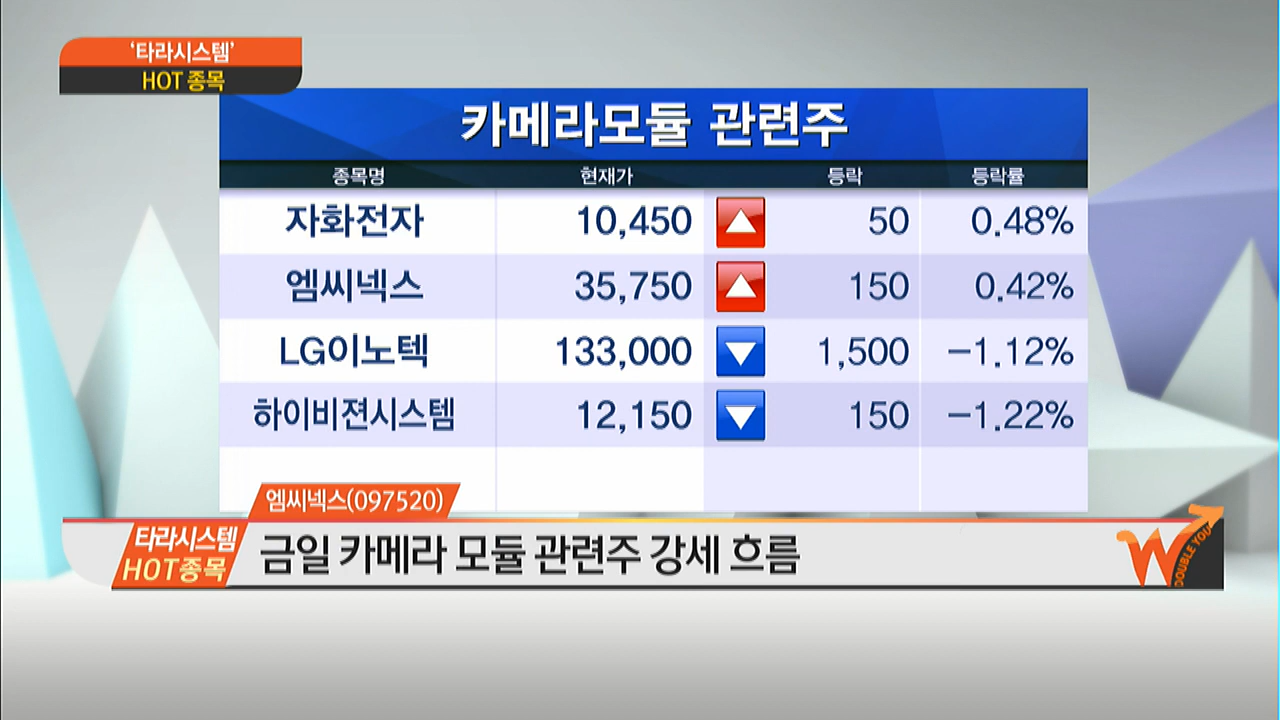 ‘타라시스템’
HOT 종목
카메라모듈 관련주
종목명 현재가 등락 등락률
자화전자 10,450 ▲ 50 0.48%
엠씨넥스 35,750 ▲ 150 0.42%
LG이노텍 133,000 ▼ 1,500 −1.12%
하이비젼시스템 12,150 ▼ 150 −1.22%
엠씨넥스(097520)
타라시스템
HOT종목
금일 카메라 모듈 관련주 강세 흐름
W
DOUBLE YOU